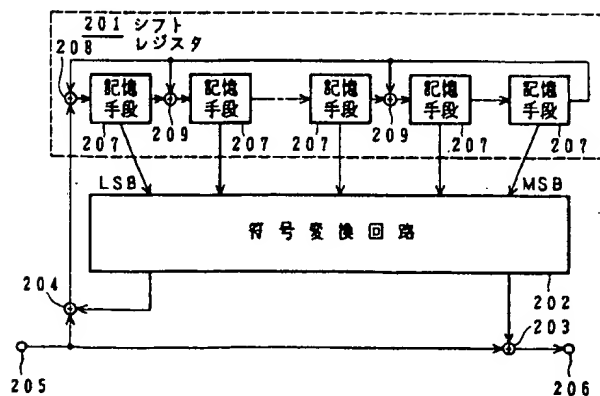 201 シフト
レジスタ
208
記憶
手段
記憶
手段
記憶
手段
記憶
手段
記憶
手段
207
209
207
207
209
207
207
LSB
MSB
符号変換回路
204
202
203
205
206